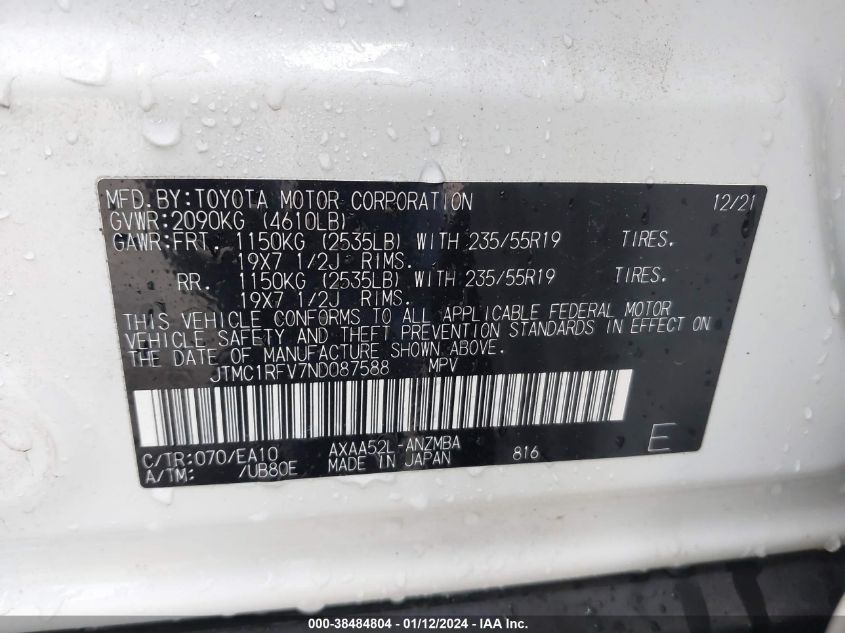 MFD.BY:TOYOTA MOTOR CORPORATION 12/21
GVWR:2090KG (4610LB)
GAWR:FRT. 1150KG (2535LB) WITH 235/55R19 TIRES.
19X7 1/2J RIMS.
RR. 1150KG (2535LB) WITH 235/55R19 TIRES.
19X7 1/2J RIMS.
THIS VEHICLE CONFORMS TO ALL APPLICABLE FEDERAL MOTOR
VEHICLE SAFETY AND THEFT PREVENTION STANDARDS IN EFFECT ON
THE DATE OF MANUFACTURE SHOWN ABOVE.
JTMC1RFV7ND087588 MPV
C/TR:070/EA10 AXAA52L-ANZMBA 816 E
A/TM: /UB80E MADE IN JAPAN
000-38484804 - 01/12/2024 - IAA Inc.